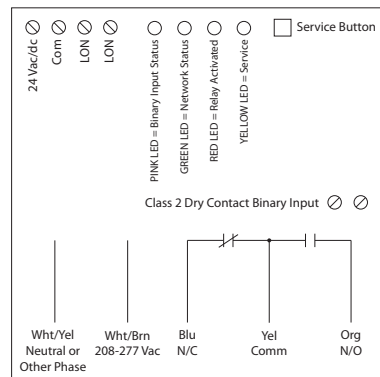 24 Vac/dc
Com
LON
LON
PINK LED = Binary Input Status
GREEN LED = Network Status
RED LED = Relay Activated
YELLOW LED = Service
Service Button
Class 2 Dry Contact Binary Input
Wht/Yel
Neutral or
Other Phase
Wht/Brn
208-277 Vac
Blu
N/C
Yel
Comm
Org
N/O